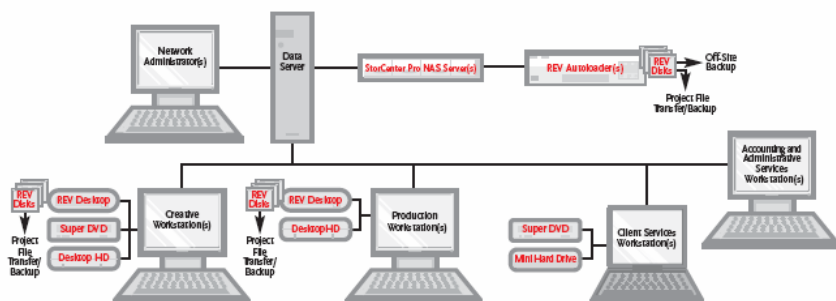 Network
Administrator(s)
Data
Server
StorCenter Pro NAS Server(s)
REV Autoloader(s)
REV
Disks
Off-Site
Backup
Project File
Transfer/Backup
Accounting and
Administrative
Services
Workstation(s)
REV
Disks
REV Desktop
Super DVD
Desktop HD
Creative
Workstation(s)
Project
File
Transfer/
Backup
REV
Disks
REV Desktop
DesktopHD
Production
Workstation(s)
Project
File
Transfer/
Backup
Super DVD
Mini Hard Drive
Client Services
Workstation(s)